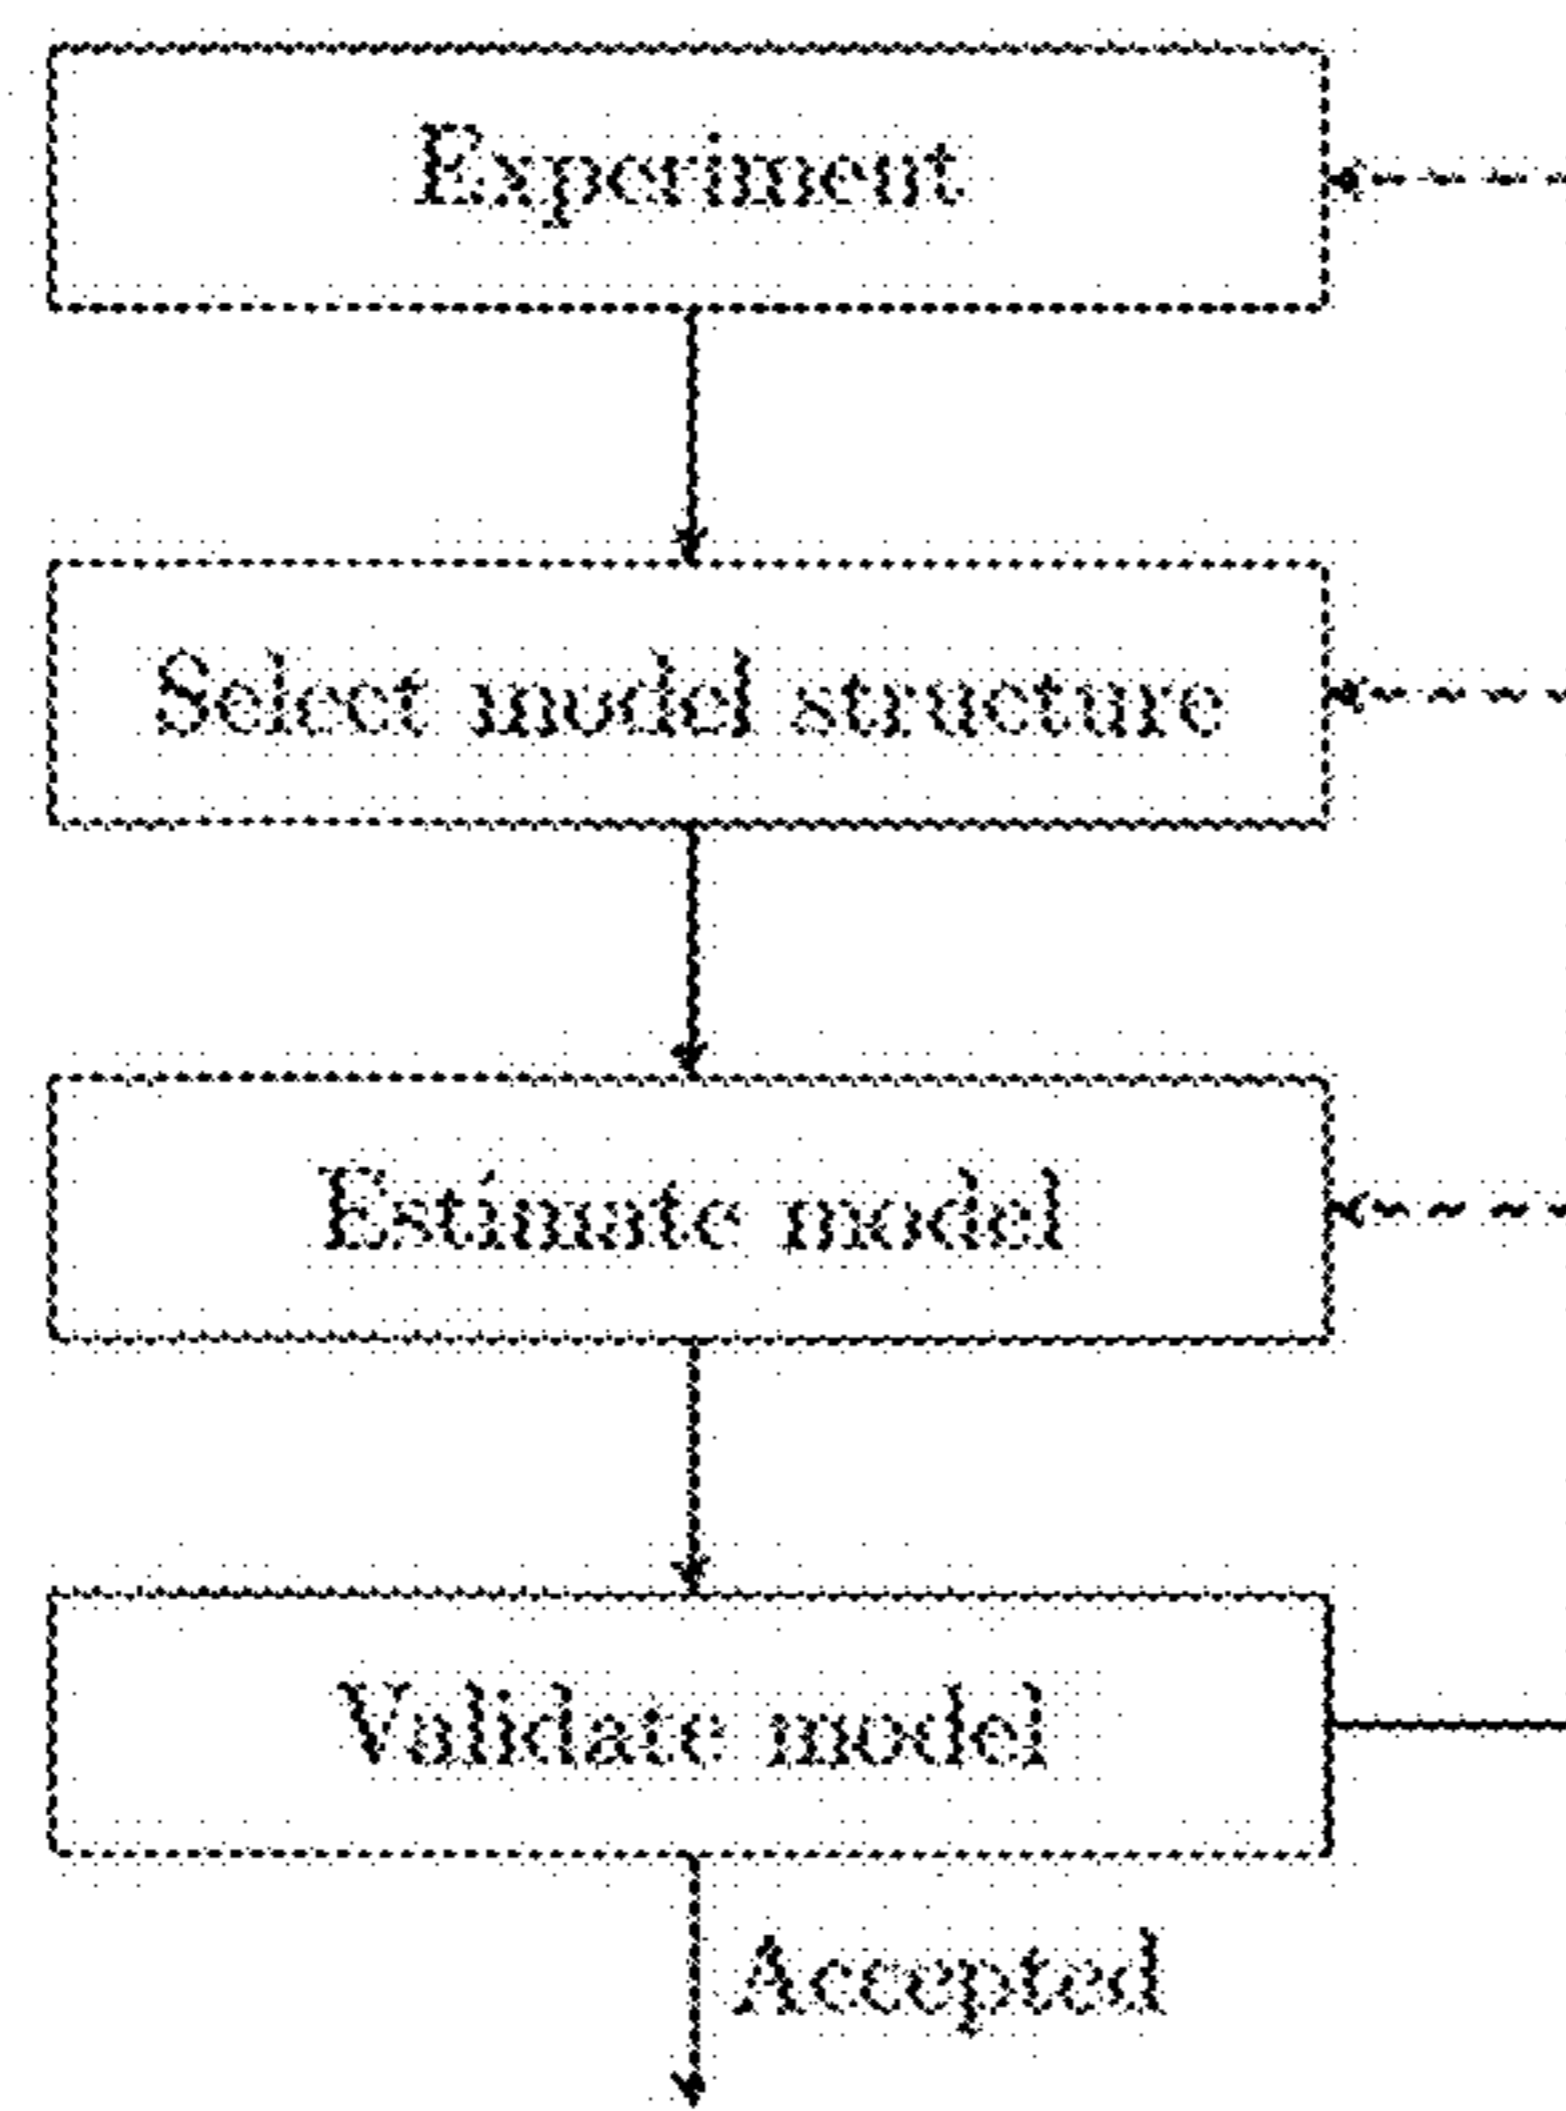 Experiment
Select model structure
Estimate model
Validate model
Accepted